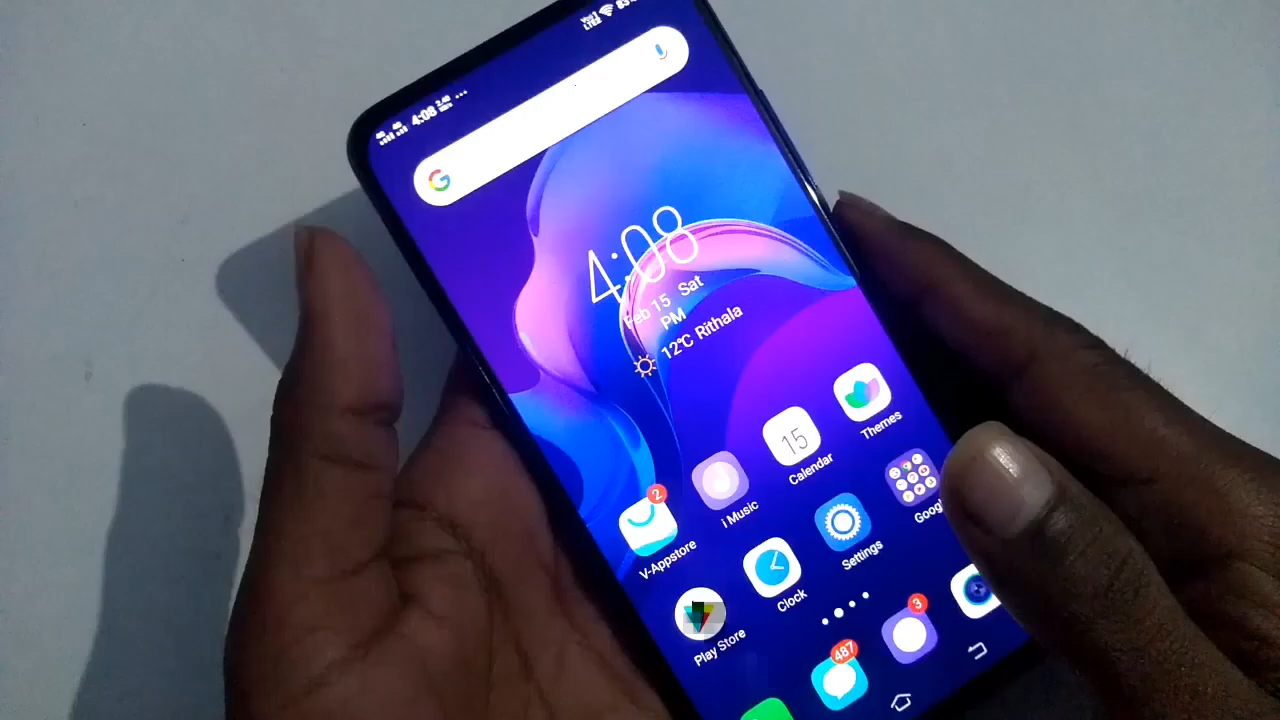 4:08
4:08
Feb 15 Sat
PM
12℃ Rithala
Themes
15
Calendar
i Music
2
V-Appstore
Googl
Settings
Clock
Play Store
3
487